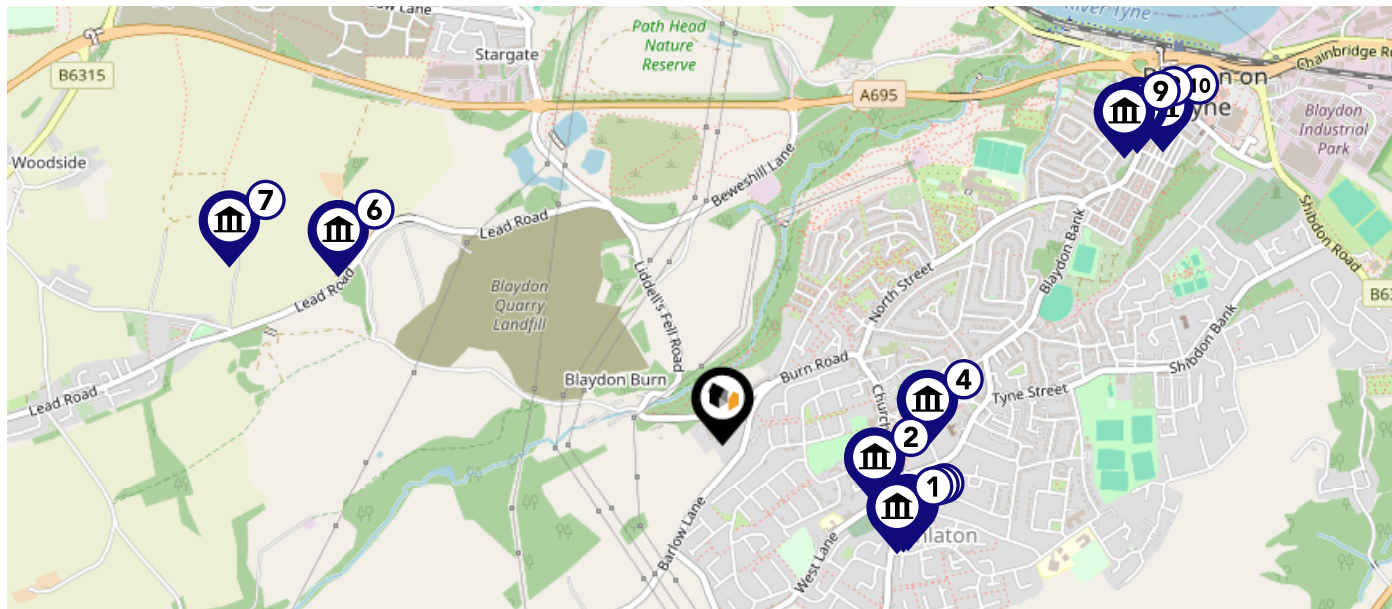 River Tyne
Path Head
Nature
Reserve
Stargate
B6315
A695
Chainbridge
10
9
Blaydon
Industrial
Park
Woodside
7
6
Lead Road
Beweshill Lane
Shibdon Road
Lead Road
Blaydon
Quarry
Landfill
Liddell's Fell Road
North Street
Blaydon Bank
Shibdon Bank
Lead Road
Blaydon Burn
Burn Road
4
Tyne Street
Church
2
1
Barlow Lane
West Lane